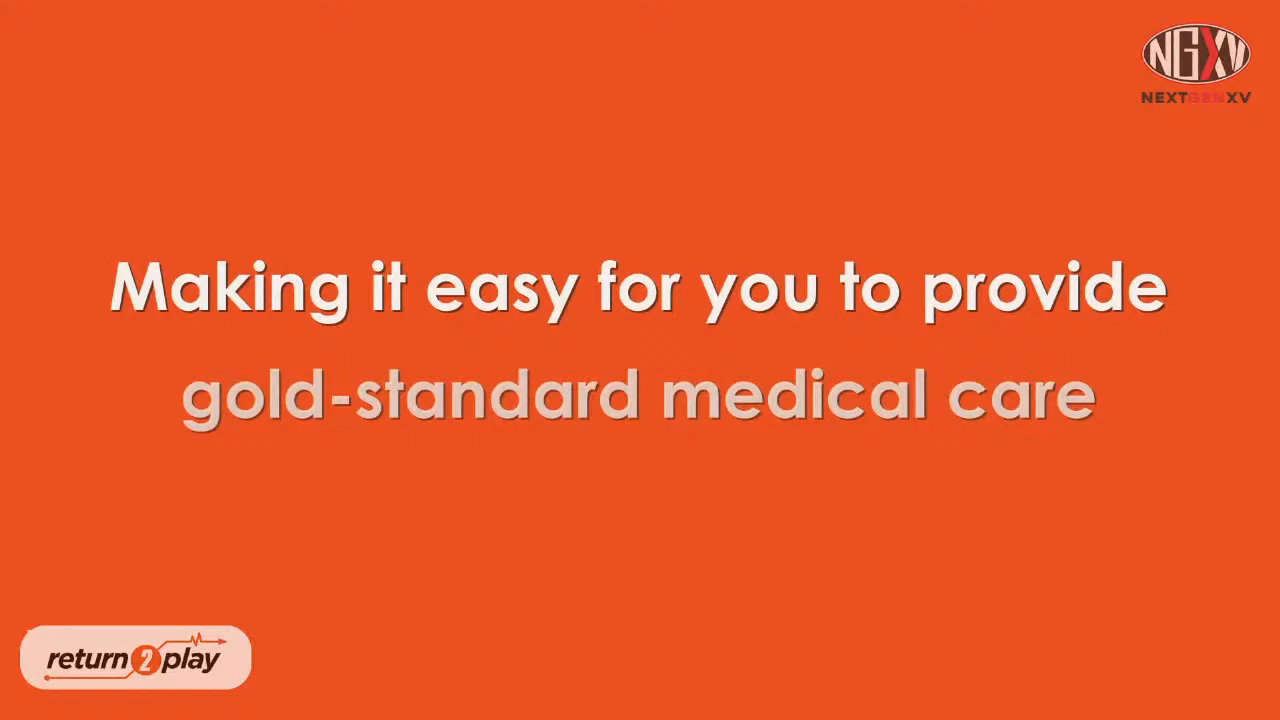 NGXV
NEXTGENXV
Making it easy for you to provide
gold-standard medical care
return2play